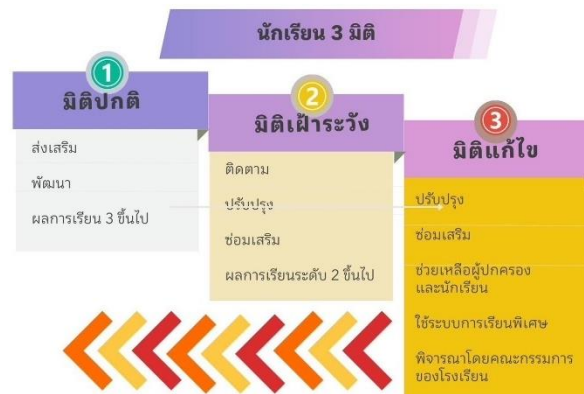 นักเรียน 3 มิติ
1
มิติปกติ
ส่งเสริม
พัฒนา
ผลการเรียน 3 ขึ้นไป
2
มิติเฝ้าระวัง
ติดตาม
ปรับปรุง
ซ่อมเสริม
ผลการเรียนระดับ 2 ขึ้นไป
3
มิติแก้ไข
ปรับปรุง
ซ่อมเสริม
ช่วยเหลือผู้ปกครอง
และนักเรียน
ใช้ระบบการเรียนพิเศษ
พิจารณาโดยคณะกรรมการ
ของโรงเรียน